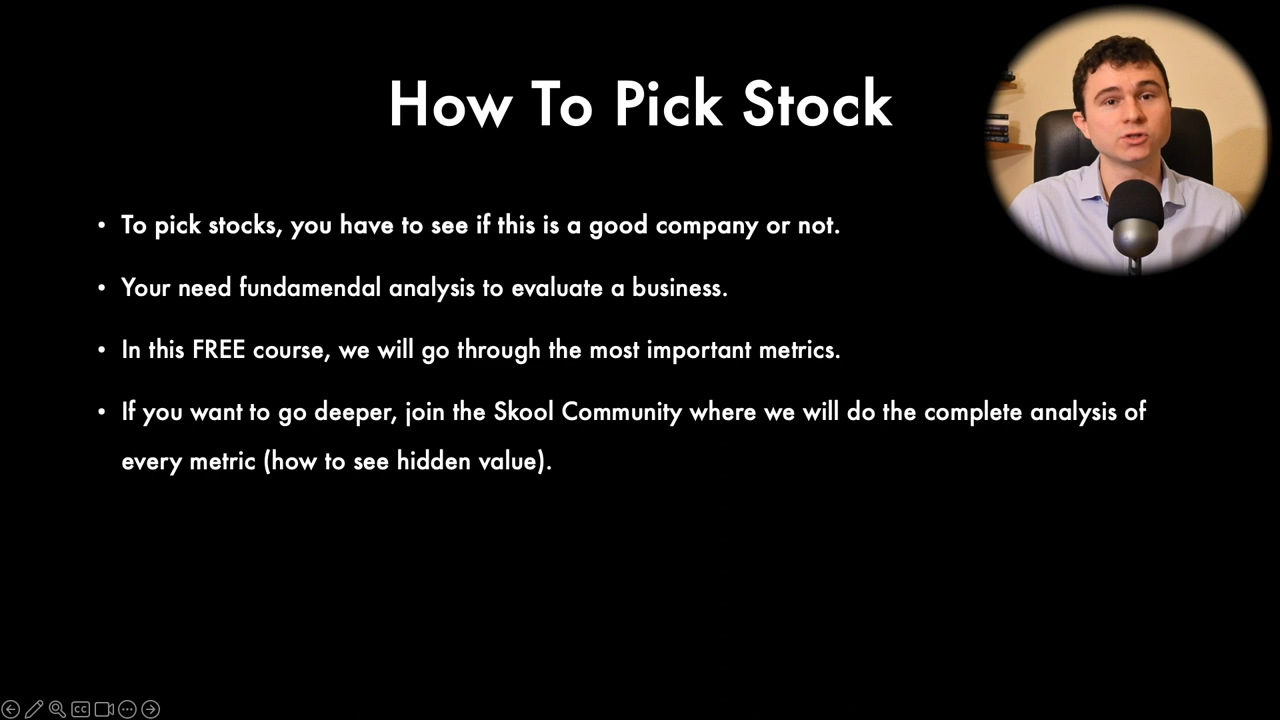 How To Pick Stock
• To pick stocks, you have to see if this is a good company or not.
• Your need fundamendal analysis to evaluate a business.
• In this FREE course, we will go through the most important metrics.
• If you want to go deeper, join the Skool Community where we will do the complete analysis of
every metric (how to see hidden value).
CC